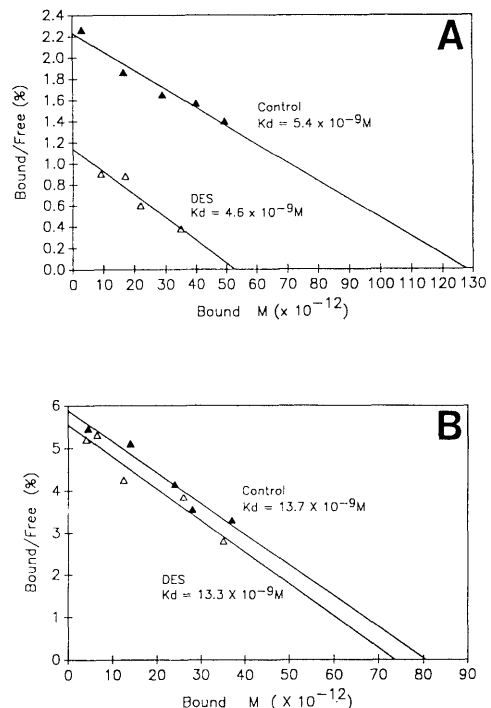 A
Bound/Free (%)
2.4
2.2
2.0
1.8
1.6
1.4
1.2
1.0
0.8
0.6
0.4
0.2
0.0
Control
Kd = 5.4 x 10⁻⁹M
DES
Kd = 4.6 x 10⁻⁹M
0 10 20 30 40 50 60 70 80 90 100 110 120 130
Bound M (x 10⁻¹²)
B
Bound/Free (%)
6
5
4
3
2
1
0
Control
Kd = 13.7 X 10⁻⁹M
DES
Kd = 13.3 X 10⁻⁹M
0 10 20 30 40 50 60 70 80 90
Bound M ( X 10⁻¹²)